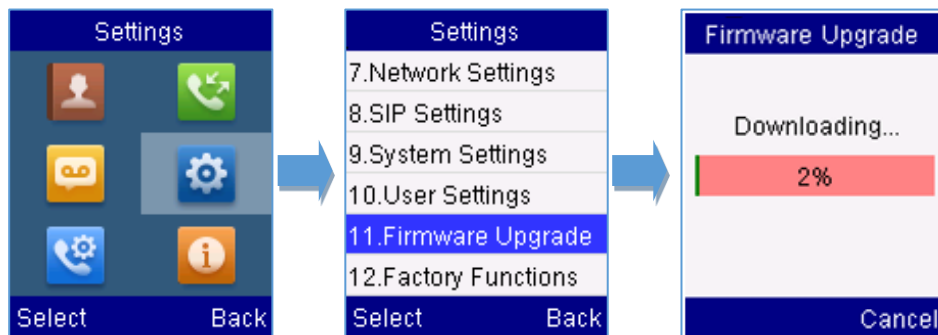 Settings
Select Back
Settings
7.Network Settings
8.SIP Settings
9.System Settings
10.User Settings
11.Firmware Upgrade
12.Factory Functions
Select Back
Firmware Upgrade
Downloading...
2%
Cancel